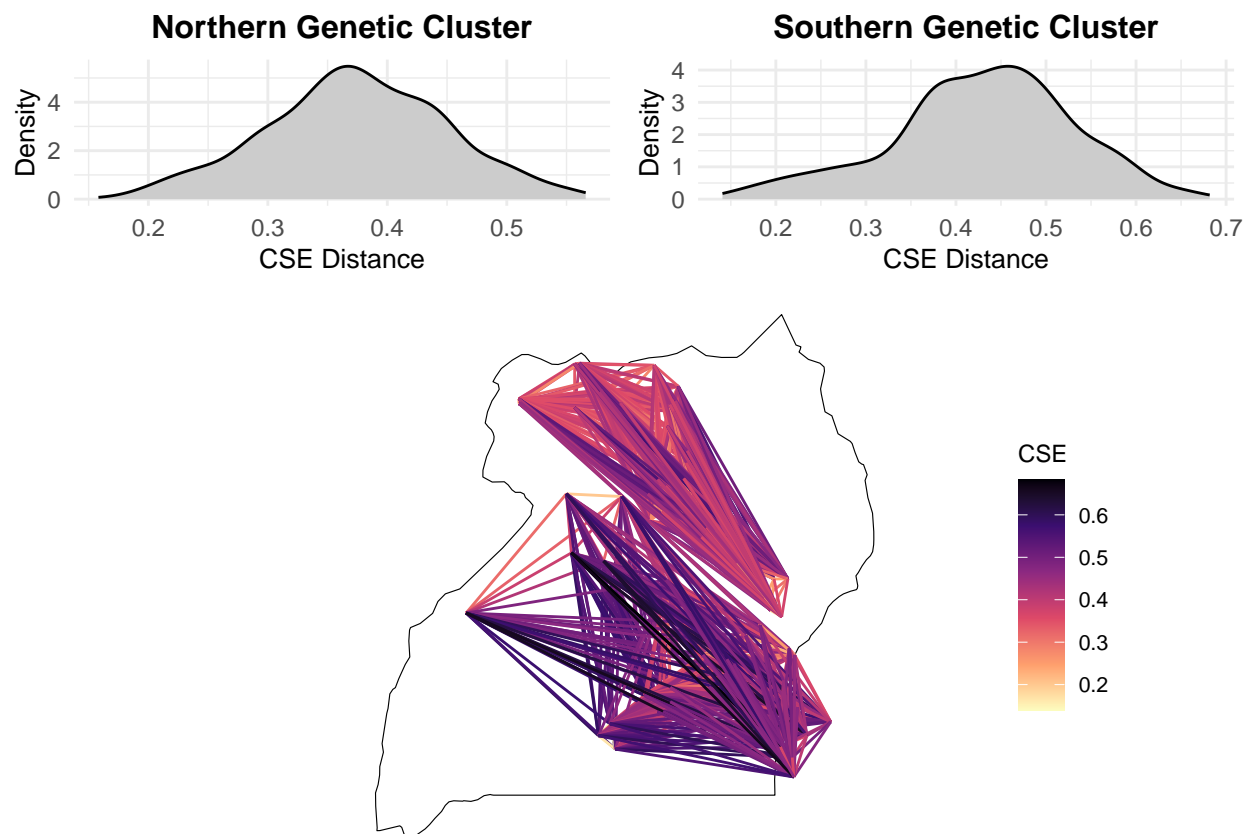 Northern Genetic Cluster
Density
4
2
0
0.2 0.3 0.4 0.5
CSE Distance
Southern Genetic Cluster
Density
4
3
2
1
0
0.2 0.3 0.4 0.5 0.6 0.7
CSE Distance
CSE
0.6
0.5
0.4
0.3
0.2